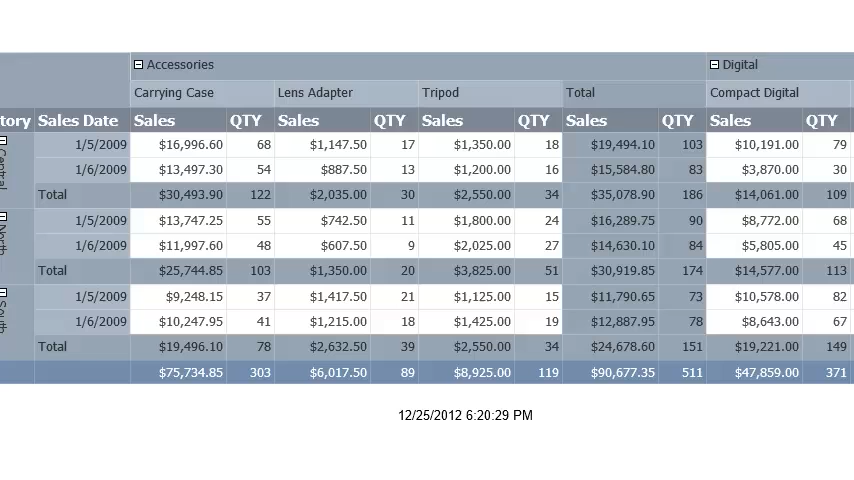 Accessories Digital
Carrying Case Lens Adapter Tripod Total Compact Digital
tory Sales Date Sales QTY Sales QTY Sales QTY Sales QTY Sales QTY
Central
1/5/2009 $16,996.60 68 $1,147.50 17 $1,350.00 18 $19,494.10 103 $10,191.00 79
1/6/2009 $13,497.30 54 $887.50 13 $1,200.00 16 $15,584.80 83 $3,870.00 30
Total $30,493.90 122 $2,035.00 30 $2,550.00 34 $35,078.90 186 $14,061.00 109
North
1/5/2009 $13,747.25 55 $742.50 11 $1,800.00 24 $16,289.75 90 $8,772.00 68
1/6/2009 $11,997.60 48 $607.50 9 $2,025.00 27 $14,630.10 84 $5,805.00 45
Total $25,744.85 103 $1,350.00 20 $3,825.00 51 $30,919.85 174 $14,577.00 113
South
1/5/2009 $9,248.15 37 $1,417.50 21 $1,125.00 15 $11,790.65 73 $10,578.00 82
1/6/2009 $10,247.95 41 $1,215.00 18 $1,425.00 19 $12,887.95 78 $8,643.00 67
Total $19,496.10 78 $2,632.50 39 $2,550.00 34 $24,678.60 151 $19,221.00 149
$75,734.85 303 $6,017.50 89 $8,925.00 119 $90,677.35 511 $47,859.00 371
12/25/2012 6:20:29 PM